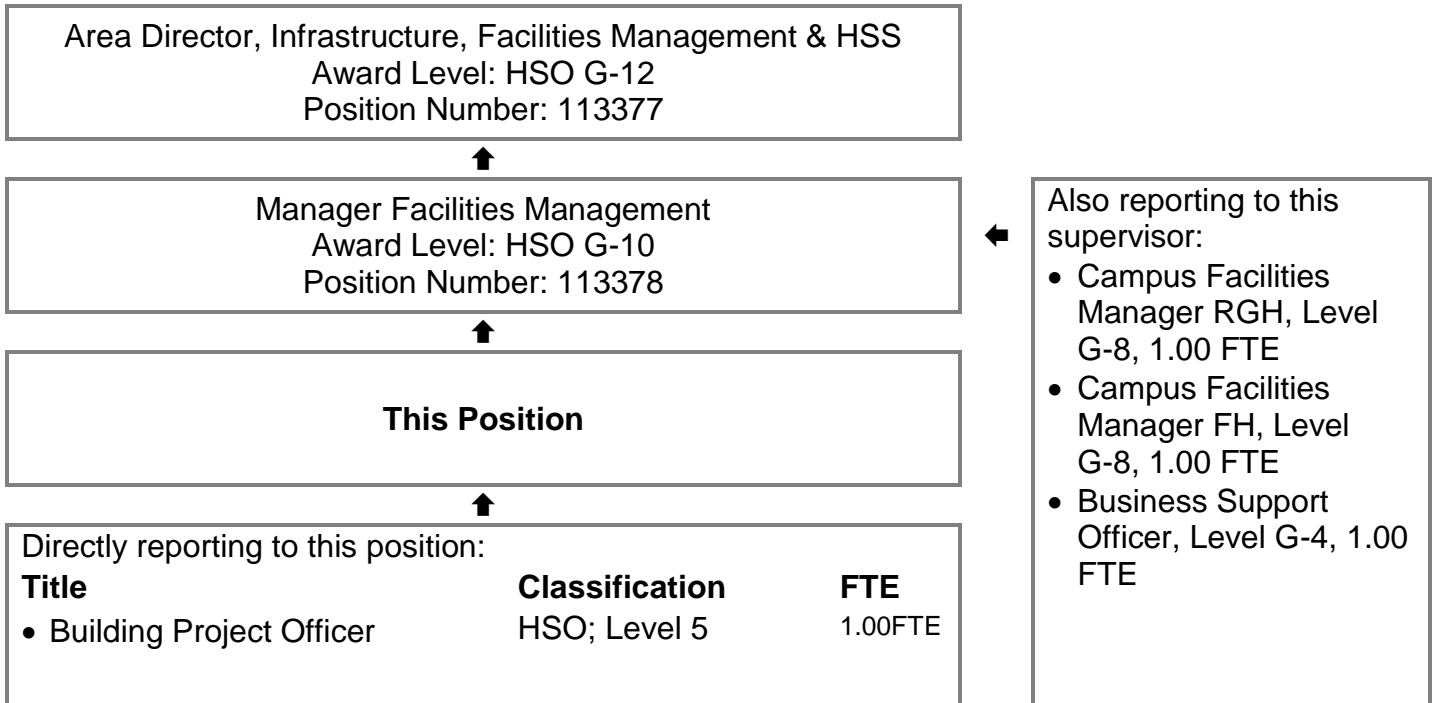 Area Director, Infrastructure, Facilities Management & HSS
Award Level: HSO G-12
Position Number: 113377
Manager Facilities Management
Award Level: HSO G-10
Position Number: 113378
This Position
Directly reporting to this position:
Title Classification FTE
• Building Project Officer HSO; Level 5 1.00FTE
Also reporting to this
supervisor:
• Campus Facilities
Manager RGH, Level
G-8, 1.00 FTE
• Campus Facilities
Manager FH, Level
G-8, 1.00 FTE
• Business Support
Officer, Level G-4, 1.00
FTE